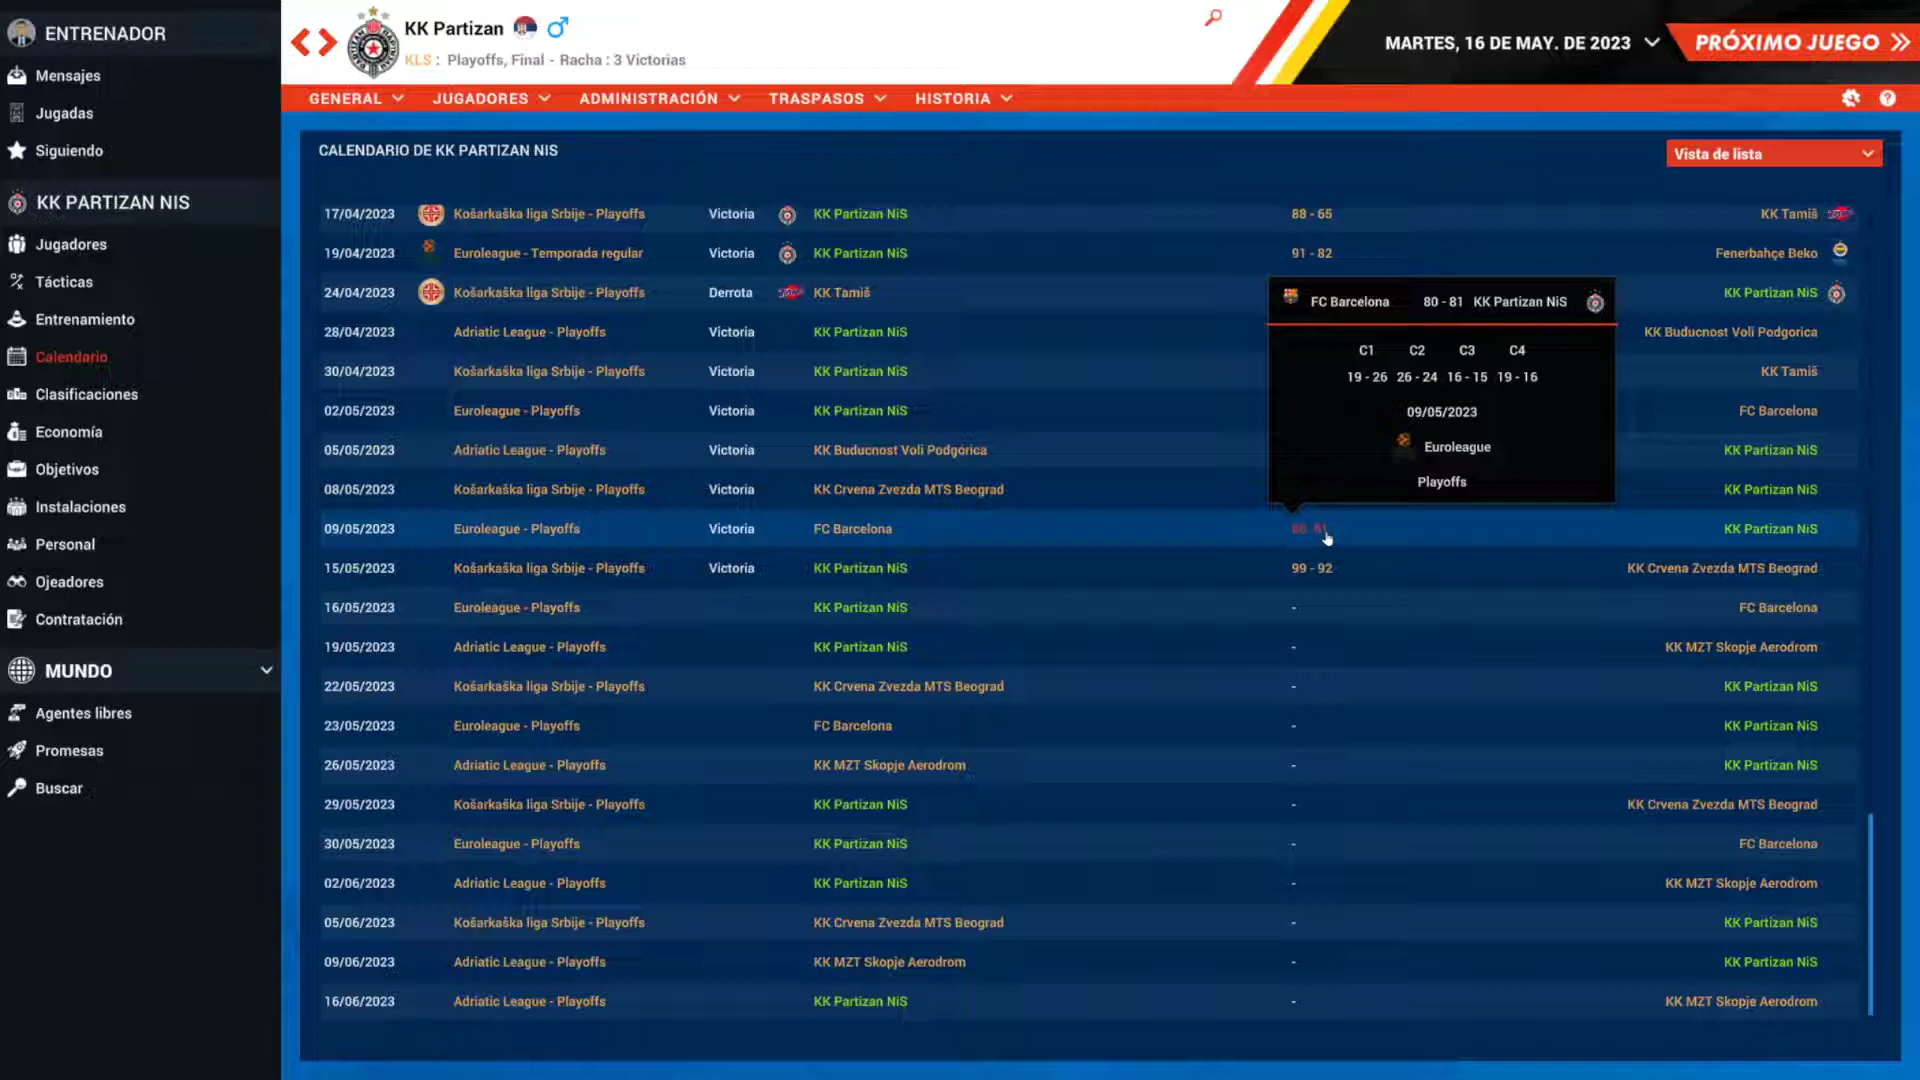 ENTRENADOR
Mensajes
Jugadas
Siguiendo
KK PARTIZAN NIS
Jugadores
Tácticas
Entrenamiento
Calendario
Clasificaciones
Economía
Objetivos
Instalaciones
Personal
Ojeadores
Contratación
MUNDO
Agentes libres
Promesas
Buscar
KK Partizan
KLS : Playoffs, Final - Racha : 3 Victorias
MARTES, 16 DE MAY. DE 2023
PRÓXIMO JUEGO
GENERAL JUGADORES ADMINISTRACIÓN TRASPASOS HISTORIA
CALENDARIO DE KK PARTIZAN NIS
Vista de lista
17/04/2023 Košarkaška liga Srbije - Playoffs Victoria KK Partizan NiS 88 - 65 KK Tamiš
19/04/2023 Euroleague - Temporada regular Victoria KK Partizan NiS 91 - 82 Fenerbahçe Beko
24/04/2023 Košarkaška liga Srbije - Playoffs Derrota KK Tamiš KK Partizan NiS
28/04/2023 Adriatic League - Playoffs Victoria KK Partizan NiS KK Buducnost Voli Podgorica
30/04/2023 Košarkaška liga Srbije - Playoffs Victoria KK Partizan NiS KK Tamiš
02/05/2023 Euroleague - Playoffs Victoria KK Partizan NiS FC Barcelona
05/05/2023 Adriatic League - Playoffs Victoria KK Buducnost Voli Podgorica KK Partizan NiS
08/05/2023 Košarkaška liga Srbije - Playoffs Victoria KK Crvena Zvezda MTS Beograd KK Partizan NiS
09/05/2023 Euroleague - Playoffs Victoria FC Barcelona KK Partizan NiS
15/05/2023 Košarkaška liga Srbije - Playoffs Victoria KK Partizan NiS 99 - 92 KK Crvena Zvezda MTS Beograd
16/05/2023 Euroleague - Playoffs KK Partizan NiS - FC Barcelona
19/05/2023 Adriatic League - Playoffs KK Partizan NiS - KK MZT Skopje Aerodrom
22/05/2023 Košarkaška liga Srbije - Playoffs KK Crvena Zvezda MTS Beograd - KK Partizan NiS
23/05/2023 Euroleague - Playoffs FC Barcelona - KK Partizan NiS
26/05/2023 Adriatic League - Playoffs KK MZT Skopje Aerodrom - KK Partizan NiS
29/05/2023 Košarkaška liga Srbije - Playoffs KK Partizan NiS - KK Crvena Zvezda MTS Beograd
30/05/2023 Euroleague - Playoffs KK Partizan NiS - FC Barcelona
02/06/2023 Adriatic League - Playoffs KK Partizan NiS - KK MZT Skopje Aerodrom
05/06/2023 Košarkaška liga Srbije - Playoffs KK Crvena Zvezda MTS Beograd - KK Partizan NiS
09/06/2023 Adriatic League - Playoffs KK MZT Skopje Aerodrom - KK Partizan NiS
16/06/2023 Adriatic League - Playoffs KK Partizan NiS - KK MZT Skopje Aerodrom
FC Barcelona 80 - 81 KK Partizan NiS
C1 C2 C3 C4
19 - 26 26 - 24 16 - 15 19 - 16
09/05/2023
Euroleague
Playoffs